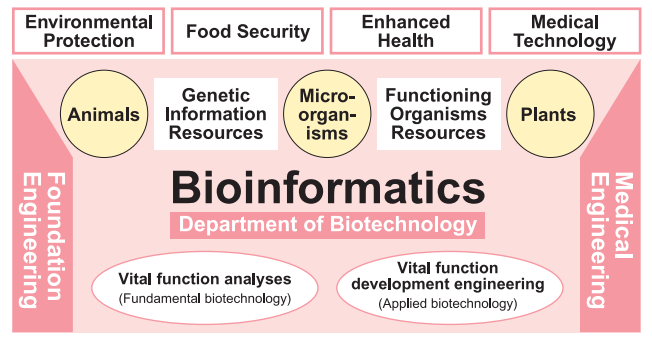 Environmental
Protection
Food Security
Enhanced
Health
Medical
Technology
Animals
Genetic
Information
Resources
Micro-
organ-
isms
Functioning
Organisms
Resources
Plants
Foundation
Engineering
Bioinformatics
Department of Biotechnology
Medical
Engineering
Vital function analyses
(Fundamental biotechnology)
Vital function
development engineering
(Applied biotechnology)